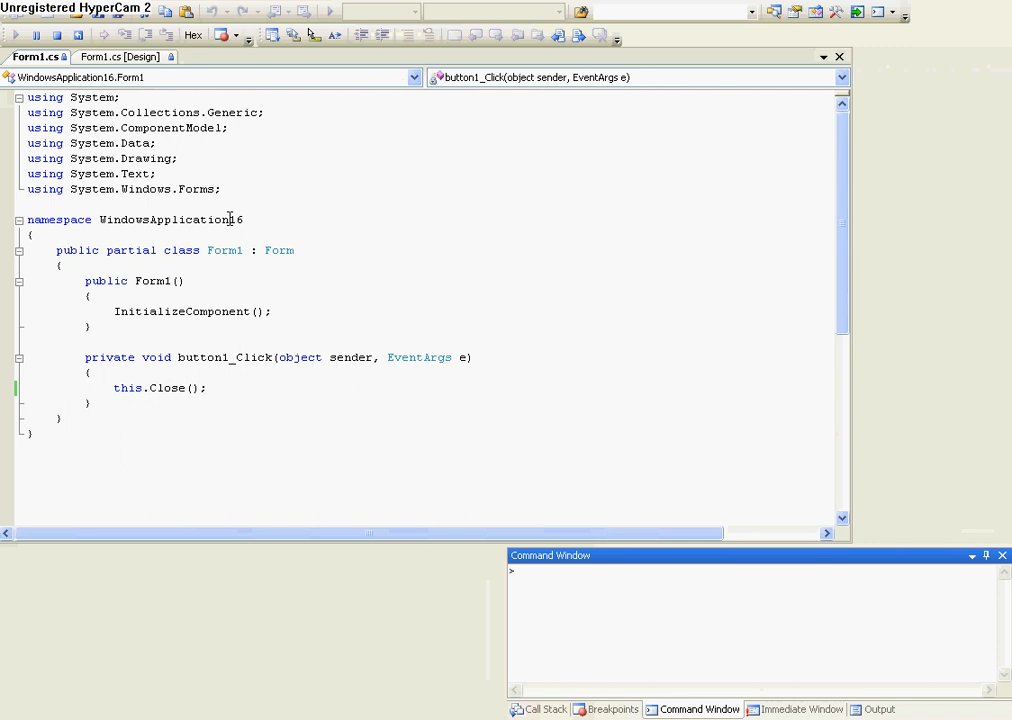 Unregistered HyperCam 2
Hex
Form1.cs Form1.cs [Design]
WindowsApplication16.Form1 button1_Click(object sender, EventArgs e)
using System;
using System.Collections.Generic;
using System.ComponentModel;
using System.Data;
using System.Drawing;
using System.Text;
using System.Windows.Forms;
namespace WindowsApplication16
{
public partial class Form1 : Form
{
public Form1()
{
InitializeComponent();
}
private void button1_Click(object sender, EventArgs e)
{
this.Close();
}
}
}
Command Window
>
Call Stack Breakpoints Command Window Immediate Window Output